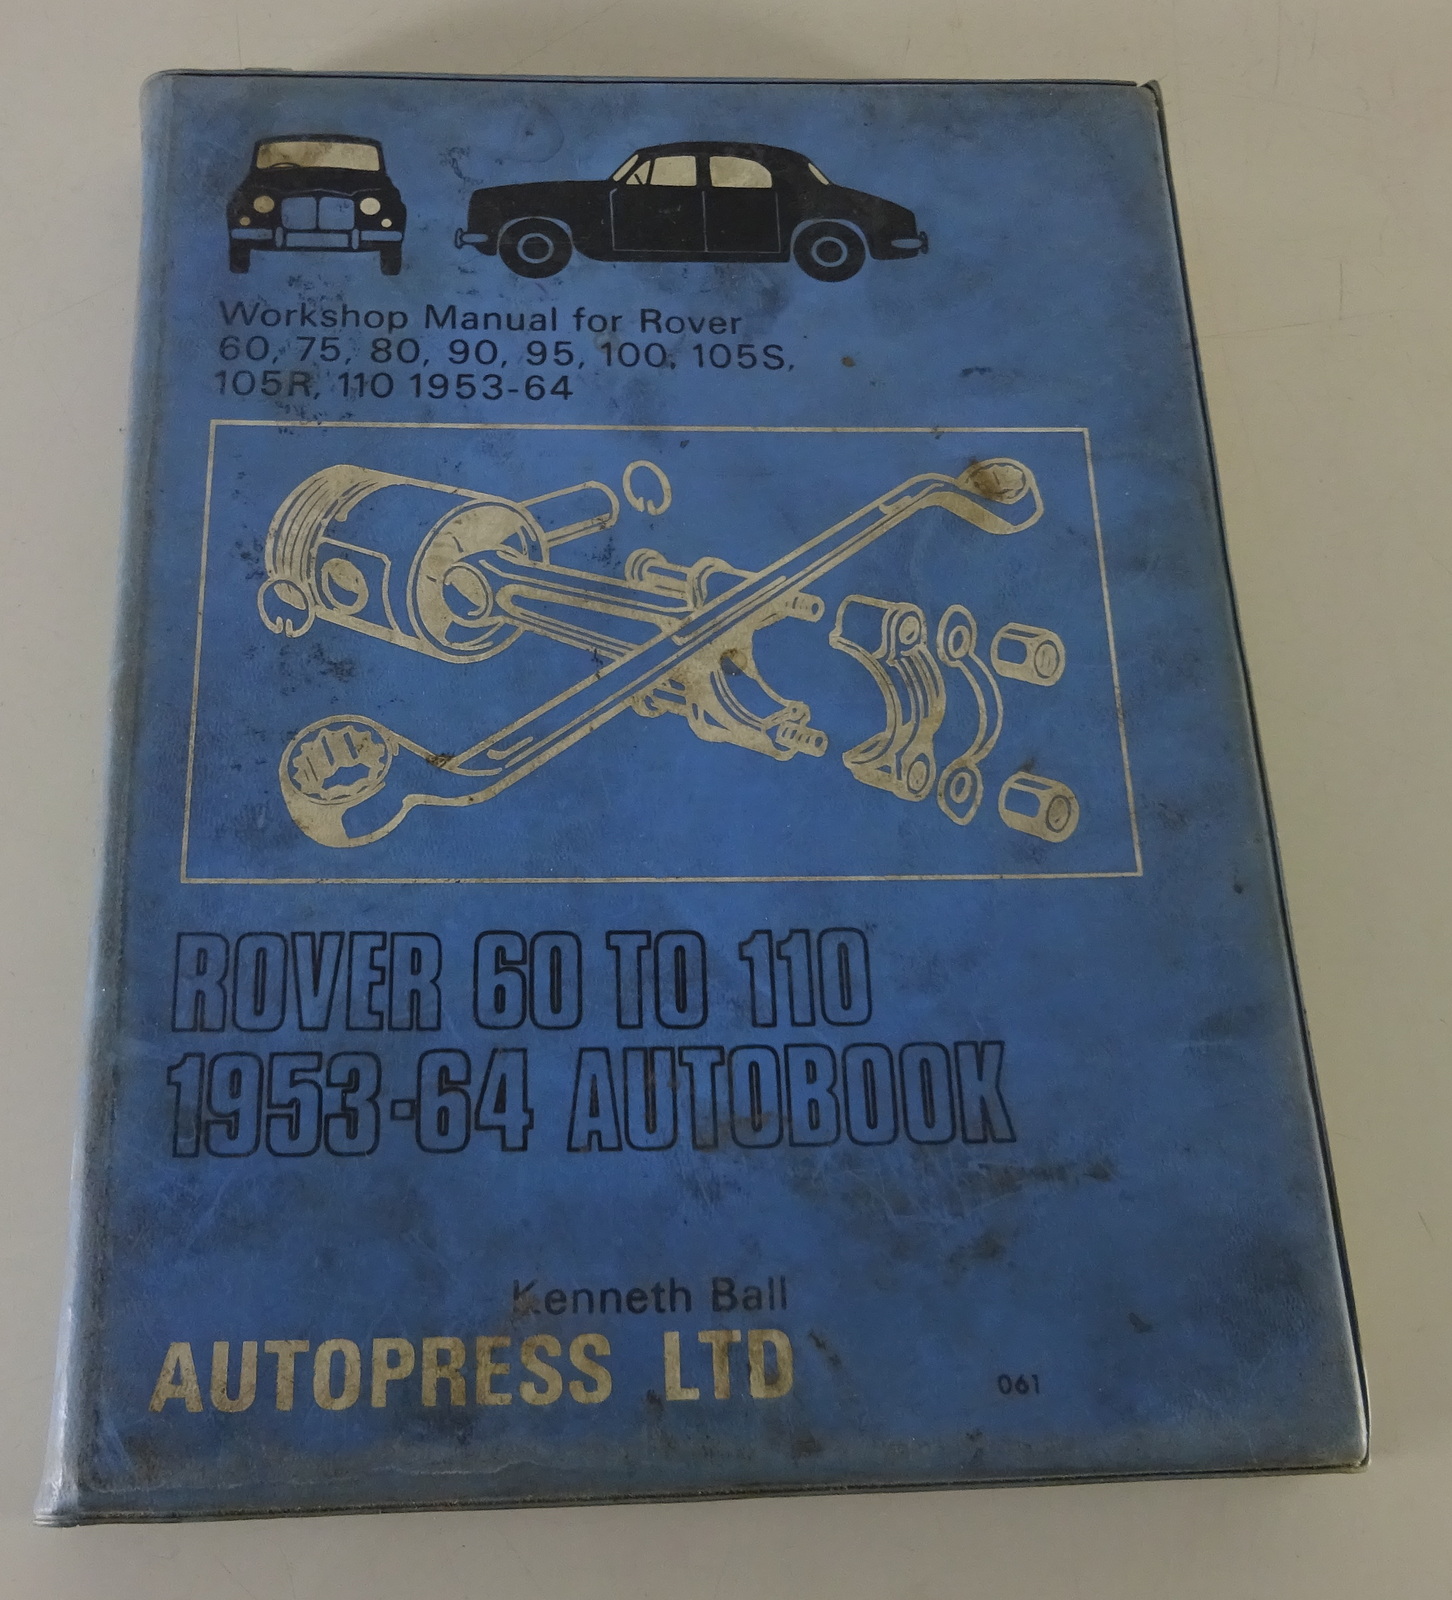 Workshop Manual for Rover
60, 75, 80, 90, 95, 100, 105S,
105R, 110 1953-64
ROVER 60 TO 110
1953-64 AUTOBOOK
Kenneth Ball
AUTOPRESS LTD
061